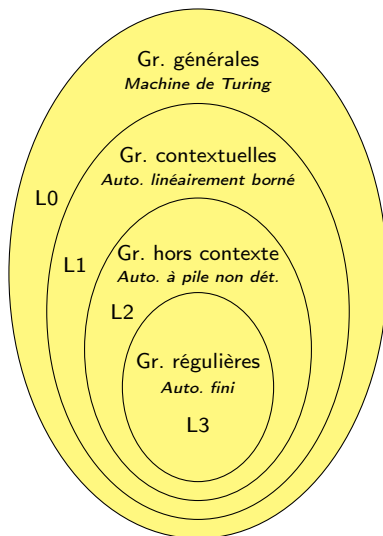 Gr. générales
Machine de Turing
Gr. contextuelles
Auto. linéairement borné
L0
Gr. hors contexte
L1
Auto. à pile non dét.
L2
Gr. régulières
Auto. fini
L3